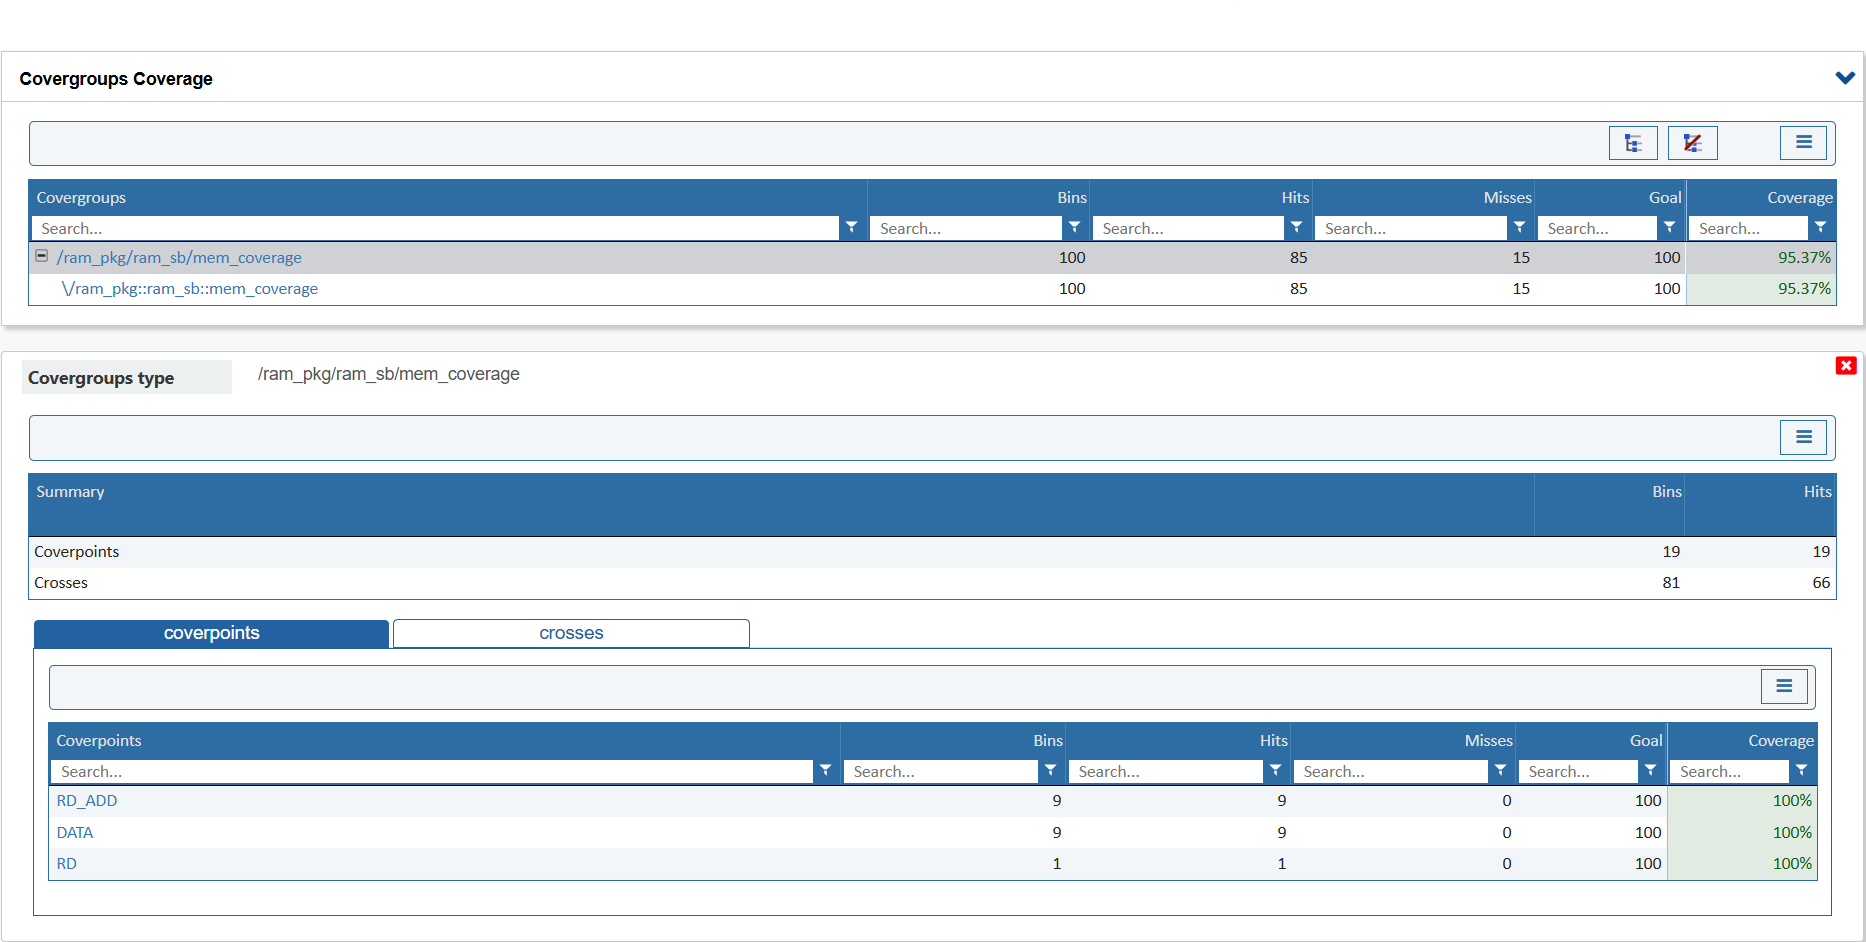 Covergroups Coverage
Covergroups Bins Hits Misses Goal Coverage
Search... Search... Search... Search... Search... Search...
/ram_pkg/ram_sb/mem_coverage 100 85 15 100 95.37%
\/ram_pkg::ram_sb::mem_coverage 100 85 15 100 95.37%
Covergroups type /ram_pkg/ram_sb/mem_coverage
Summary Bins Hits
Coverpoints 19 19
Crosses 81 66
coverpoints crosses
Coverpoints Bins Hits Misses Goal Coverage
Search... Search... Search... Search... Search... Search...
RD_ADD 9 9 0 100 100%
DATA 9 9 0 100 100%
RD 1 1 0 100 100%